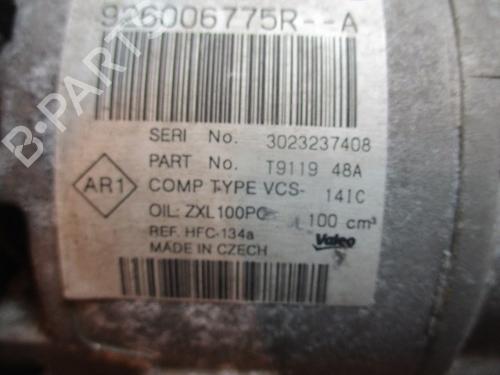 926006775R--A
SERI No. 3023237408
PART No. T9119 48A
AR1
COMP TYPE VCS- 14IC
OIL: ZXL100PG 100 cm³
REF. HFC-134a
Valeo
MADE IN CZECH
B-PARTS